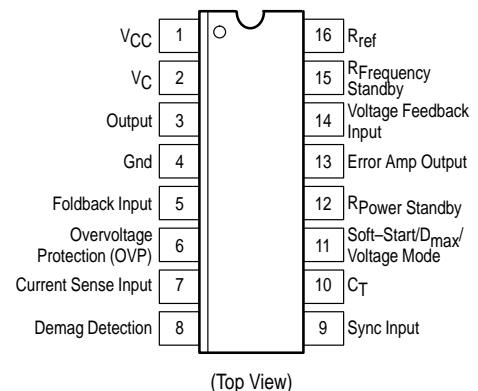 VCC 1
VC 2
Output 3
Gnd 4
Foldback Input 5
Overvoltage
Protection (OVP) 6
Current Sense Input 7
Demag Detection 8
16 Rref
15 RFrequency
Standby
14 Voltage Feedback
Input
13 Error Amp Output
12 RPower Standby
11 Soft–Start/Dmax/
Voltage Mode
10 CT
9 Sync Input
(Top View)